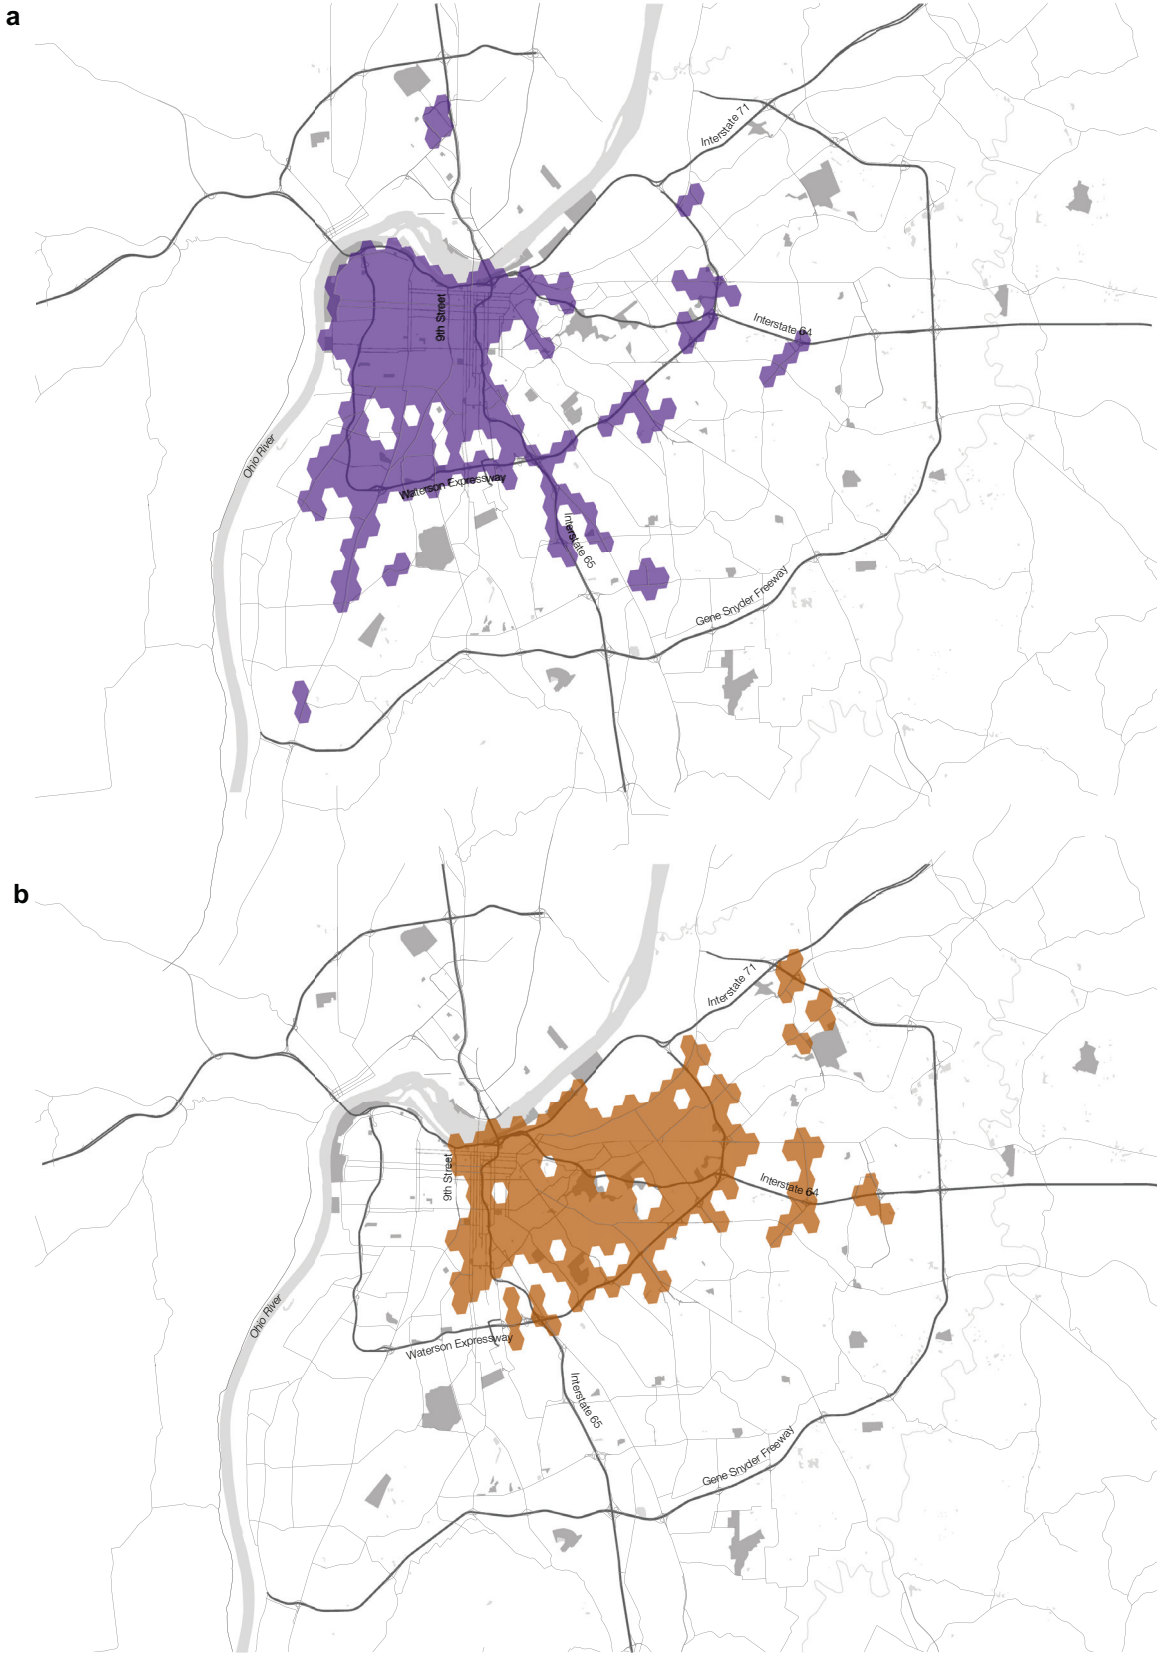 a
Interstate 71
9th Street
Interstate 64
Ohio River
Waterson Expressway
Interstate 65
Gene Snyder Freeway
b
Interstate 71
9th Street
Interstate 64
Ohio River
Waterson Expressway
Interstate 65
Gene Snyder Freeway